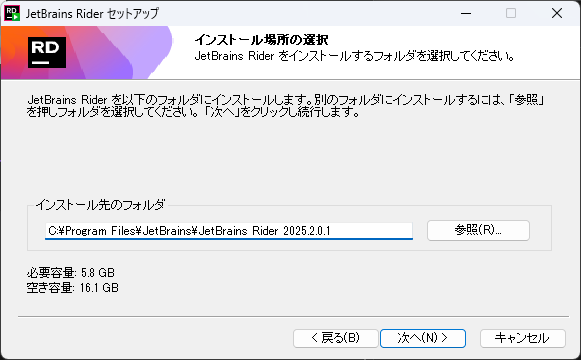 JetBrains Rider セットアップ
RD
インストール場所の選択
JetBrains Rider をインストールするフォルダを選択してください。
JetBrains Rider を以下のフォルダにインストールします。別のフォルダにインストールするには、「参照」
を押しフォルダを選択してください。 「次へ」をクリックし続行します。
インストール先のフォルダ
C:¥Program Files¥JetBrains¥JetBrains Rider 2025.2.0.1
参照(R)...
必要容量: 5.8 GB
空き容量: 16.1 GB
< 戻る(B)
次へ(N) >
キャンセル